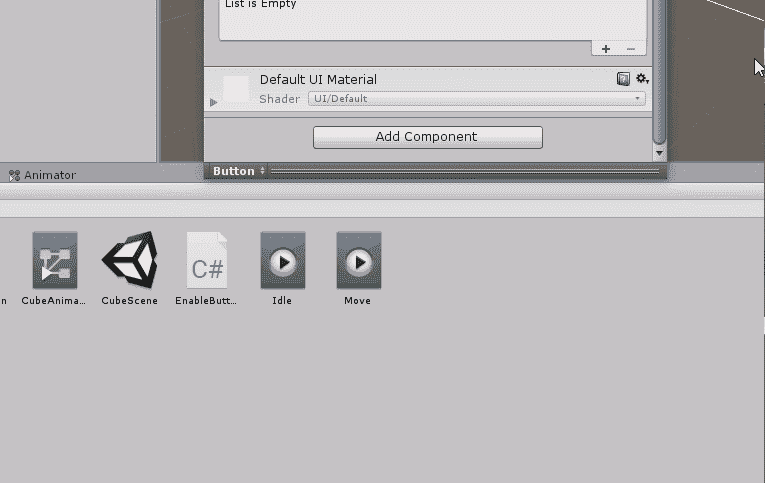 List is Empty
+ −
Default UI Material
Shader UI/Default
Add Component
Button
Animator
n CubeAnima... CubeScene EnableButt... Idle Move
C#